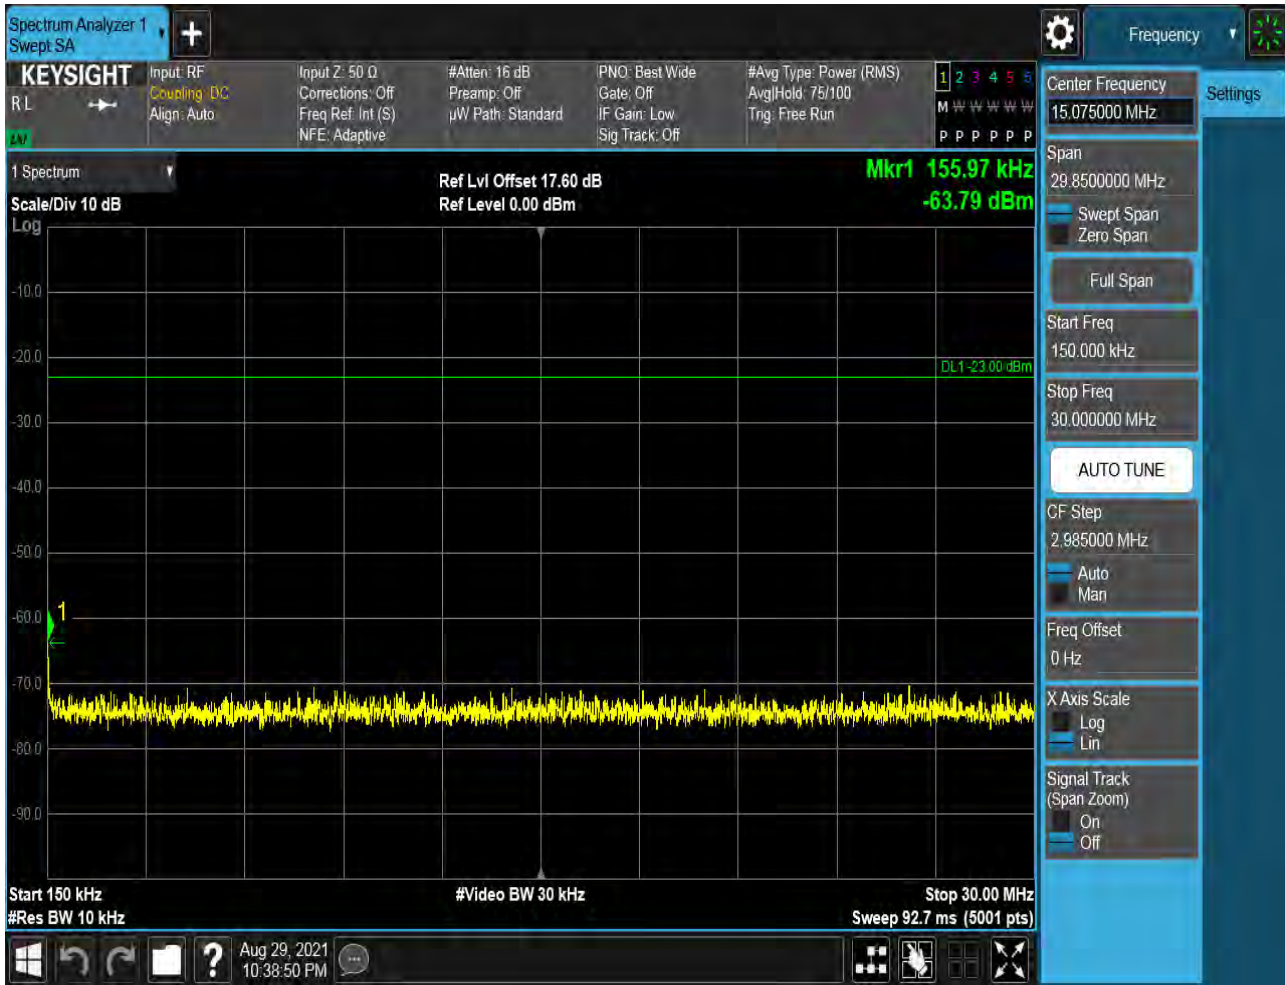 Spectrum Analyzer 1
Swept SA
Frequency
KEYSIGHT
R L
LXI
Input: RF
Coupling: DC
Align: Auto
Input Z: 50 Ω
Corrections: Off
Freq Ref: Int (S)
NFE: Adaptive
#Atten: 16 dB
Preamp: Off
µW Path: Standard
PNO: Best Wide
Gate: Off
IF Gain: Low
Sig Track: Off
#Avg Type: Power (RMS)
Avg|Hold: 75/100
Trig: Free Run
1 2 3 4 5 6
M W W W W W
P P P P P P
1 Spectrum
Scale/Div 10 dB
Log
Ref Lvl Offset 17.60 dB
Ref Level 0.00 dBm
Mkr1 155.97 kHz
-63.79 dBm
-10.0
-20.0
DL1 -23.00 dBm
-30.0
-40.0
-50.0
-60.0
1
-70.0
-80.0
-90.0
Start 150 kHz
#Video BW 30 kHz
Stop 30.00 MHz
#Res BW 10 kHz
Sweep 92.7 ms (5001 pts)
?
Aug 29, 2021
10:38:50 PM
Center Frequency
15.075000 MHz
Settings
Span
29.8500000 MHz
Swept Span
Zero Span
Full Span
Start Freq
150.000 kHz
Stop Freq
30.000000 MHz
AUTO TUNE
CF Step
2.985000 MHz
Auto
Man
Freq Offset
0 Hz
X Axis Scale
Log
Lin
Signal Track
(Span Zoom)
On
Off